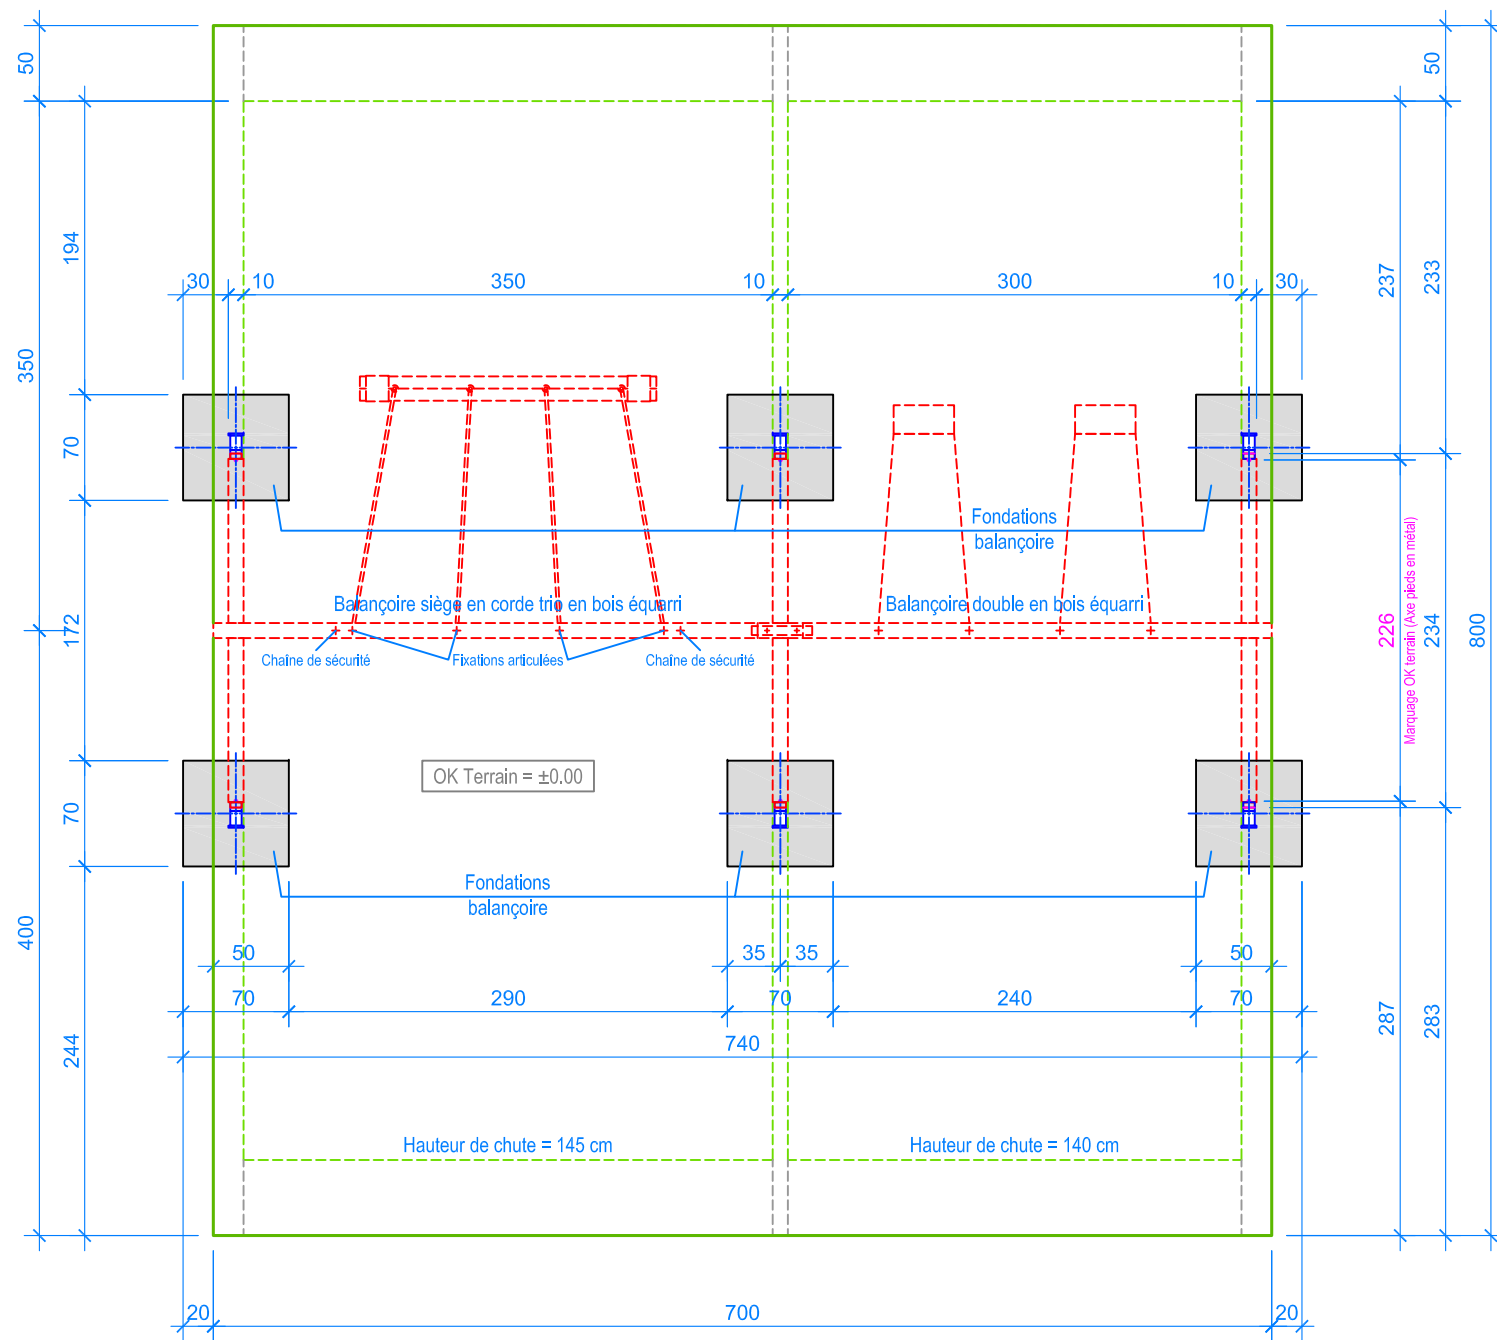 50
50
194
237
233
30
10
350
10
300
10
30
350
70
Fondations
balançoire
Balançoire siège en corde trio en bois équarri
Balançoire double en bois équarri
172
226
Marquage OK terrain (Axe pieds en métal)
234
800
Chaîne de sécurité
Fixations articulées
Chaîne de sécurité
OK Terrain = ±0.00
70
Fondations
balançoire
400
50
35
35
50
70
290
70
240
70
287
283
244
740
Hauteur de chute = 145 cm
Hauteur de chute = 140 cm
20
700
20